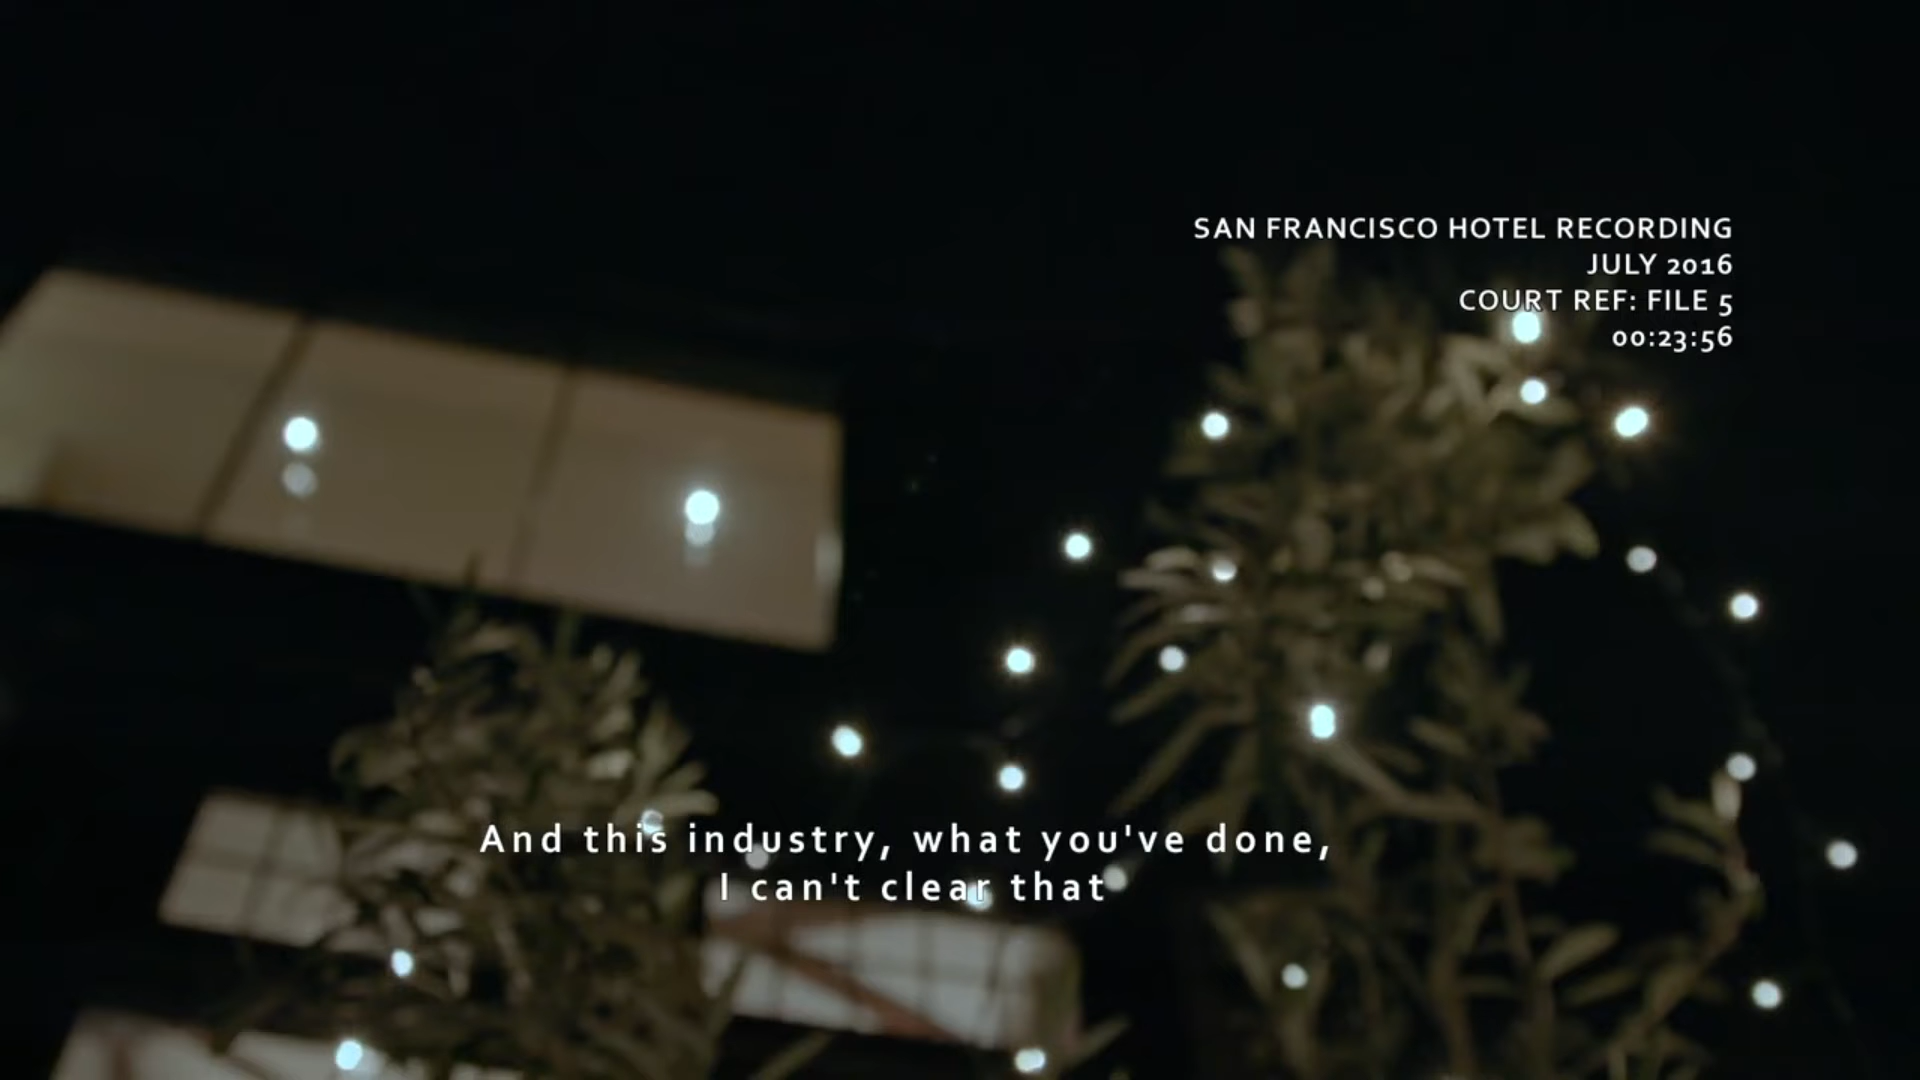 SAN FRANCISCO HOTEL RECORDING
JULY 2016
COURT REF: FILE 5
00:23:56
And this industry, what you've done,
I can't clear that